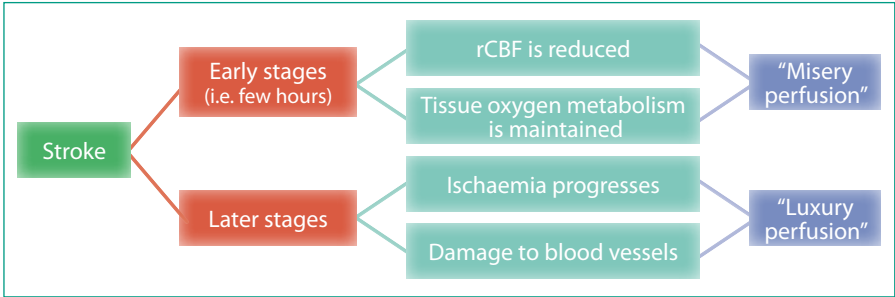 Stroke
Early stages
(i.e. few hours)
Later stages
rCBF is reduced
Tissue oxygen metabolism
is maintained
Ischaemia progresses
Damage to blood vessels
“Misery
perfusion”
“Luxury
perfusion”